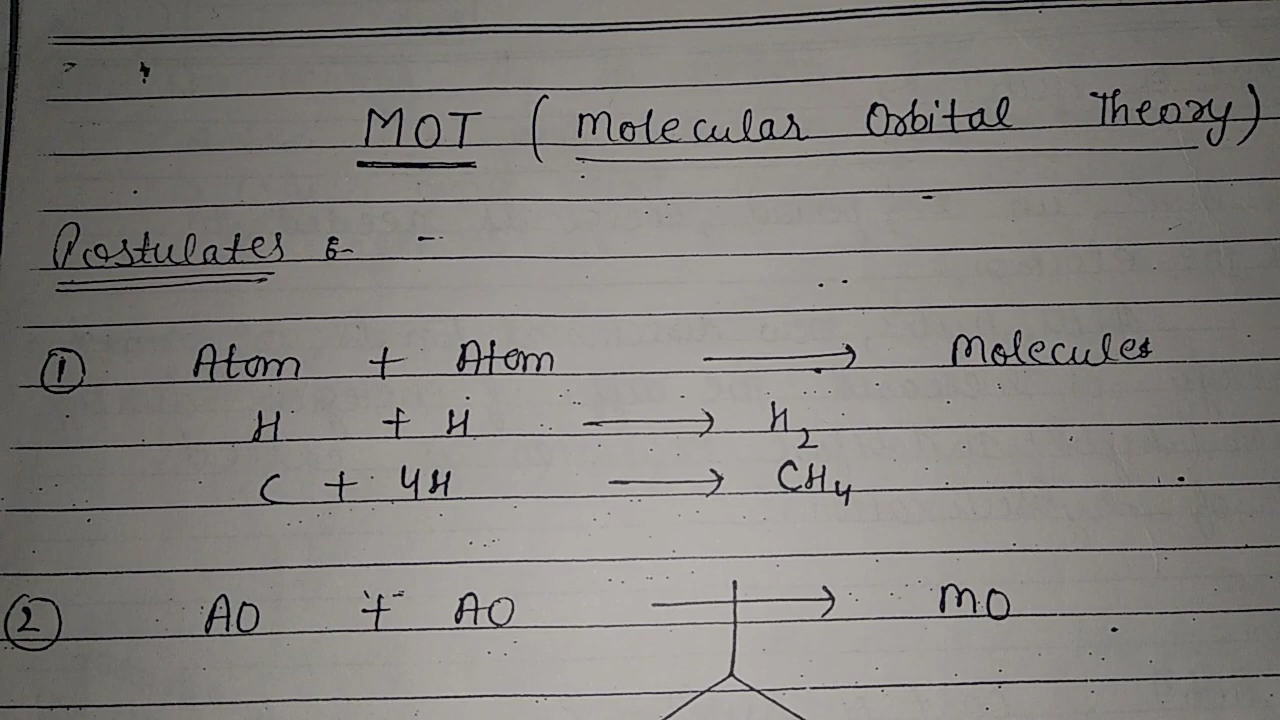 MOT (Molecular Orbital Theory)
Postulates :-
① Atom + Atom → Molecules
H + H → H₂
C + 4H → CH₄
② AO + AO → MO